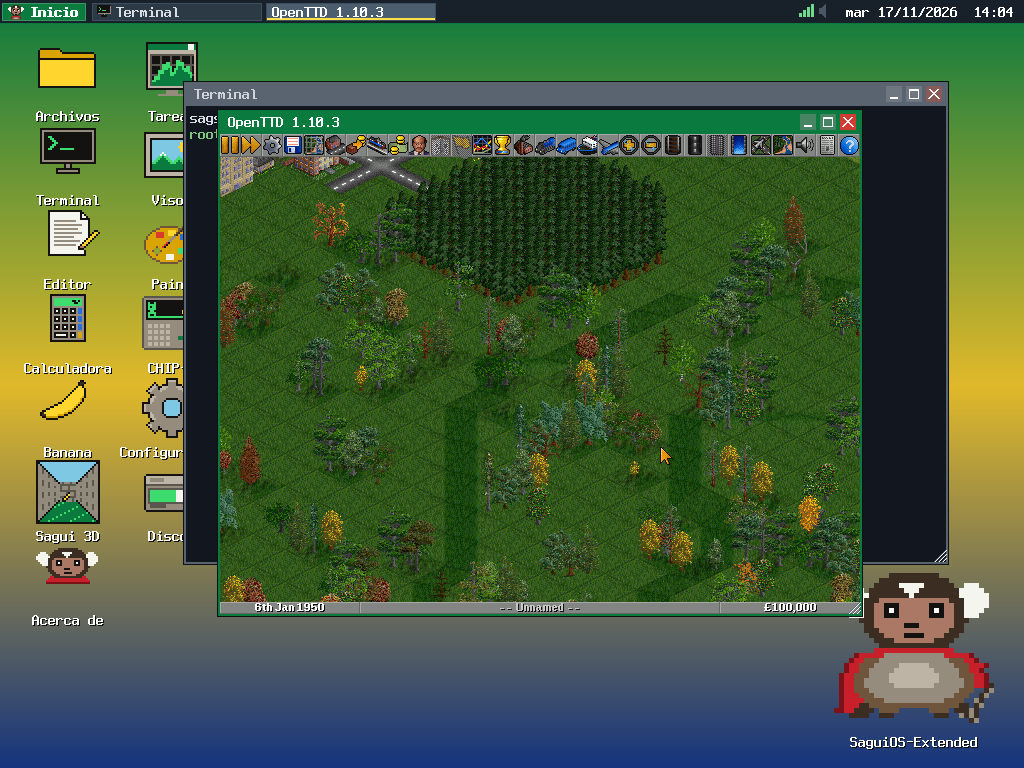 Inicio
Terminal
OpenTTD 1.10.3
mar 17/11/2026
14:04
Archivos
Terminal
Terminal
Editor
Calculadora
Banana
Sagui 3D
Acerca de
OpenTTD 1.10.3
6th Jan 1950
-- Unnamed --
£100,000
SaguiOS-Extended